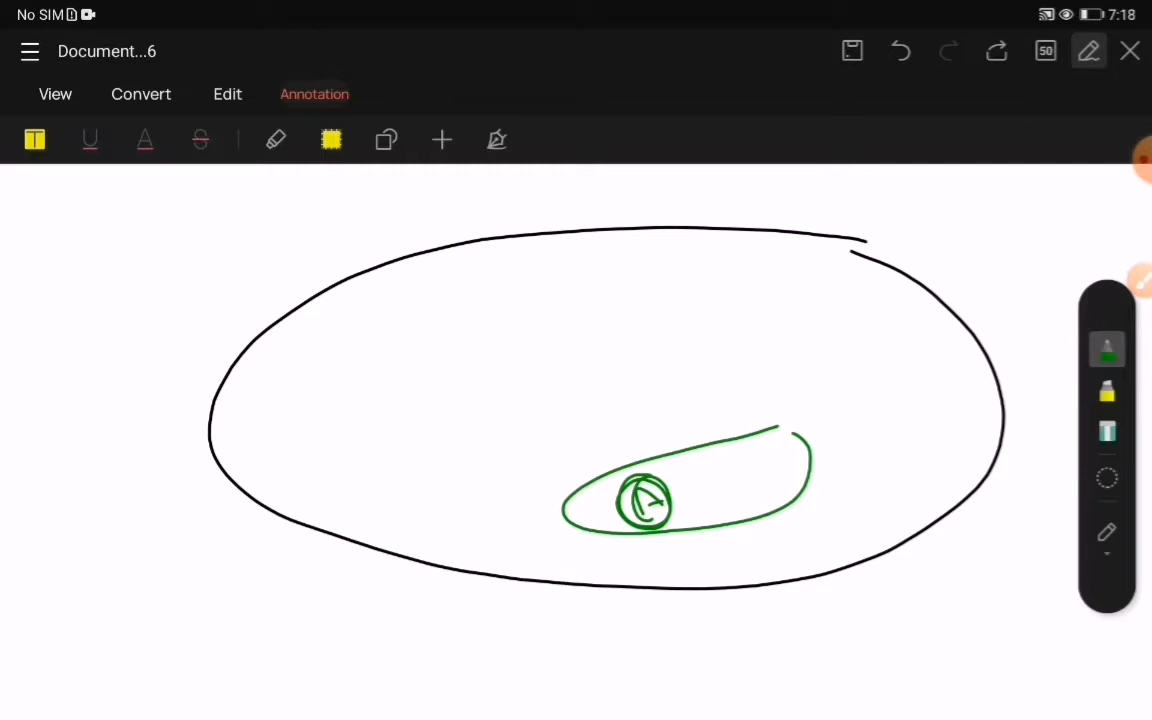 No SIM 7:18
Document...6 50
View Convert Edit Annotation
T U A S